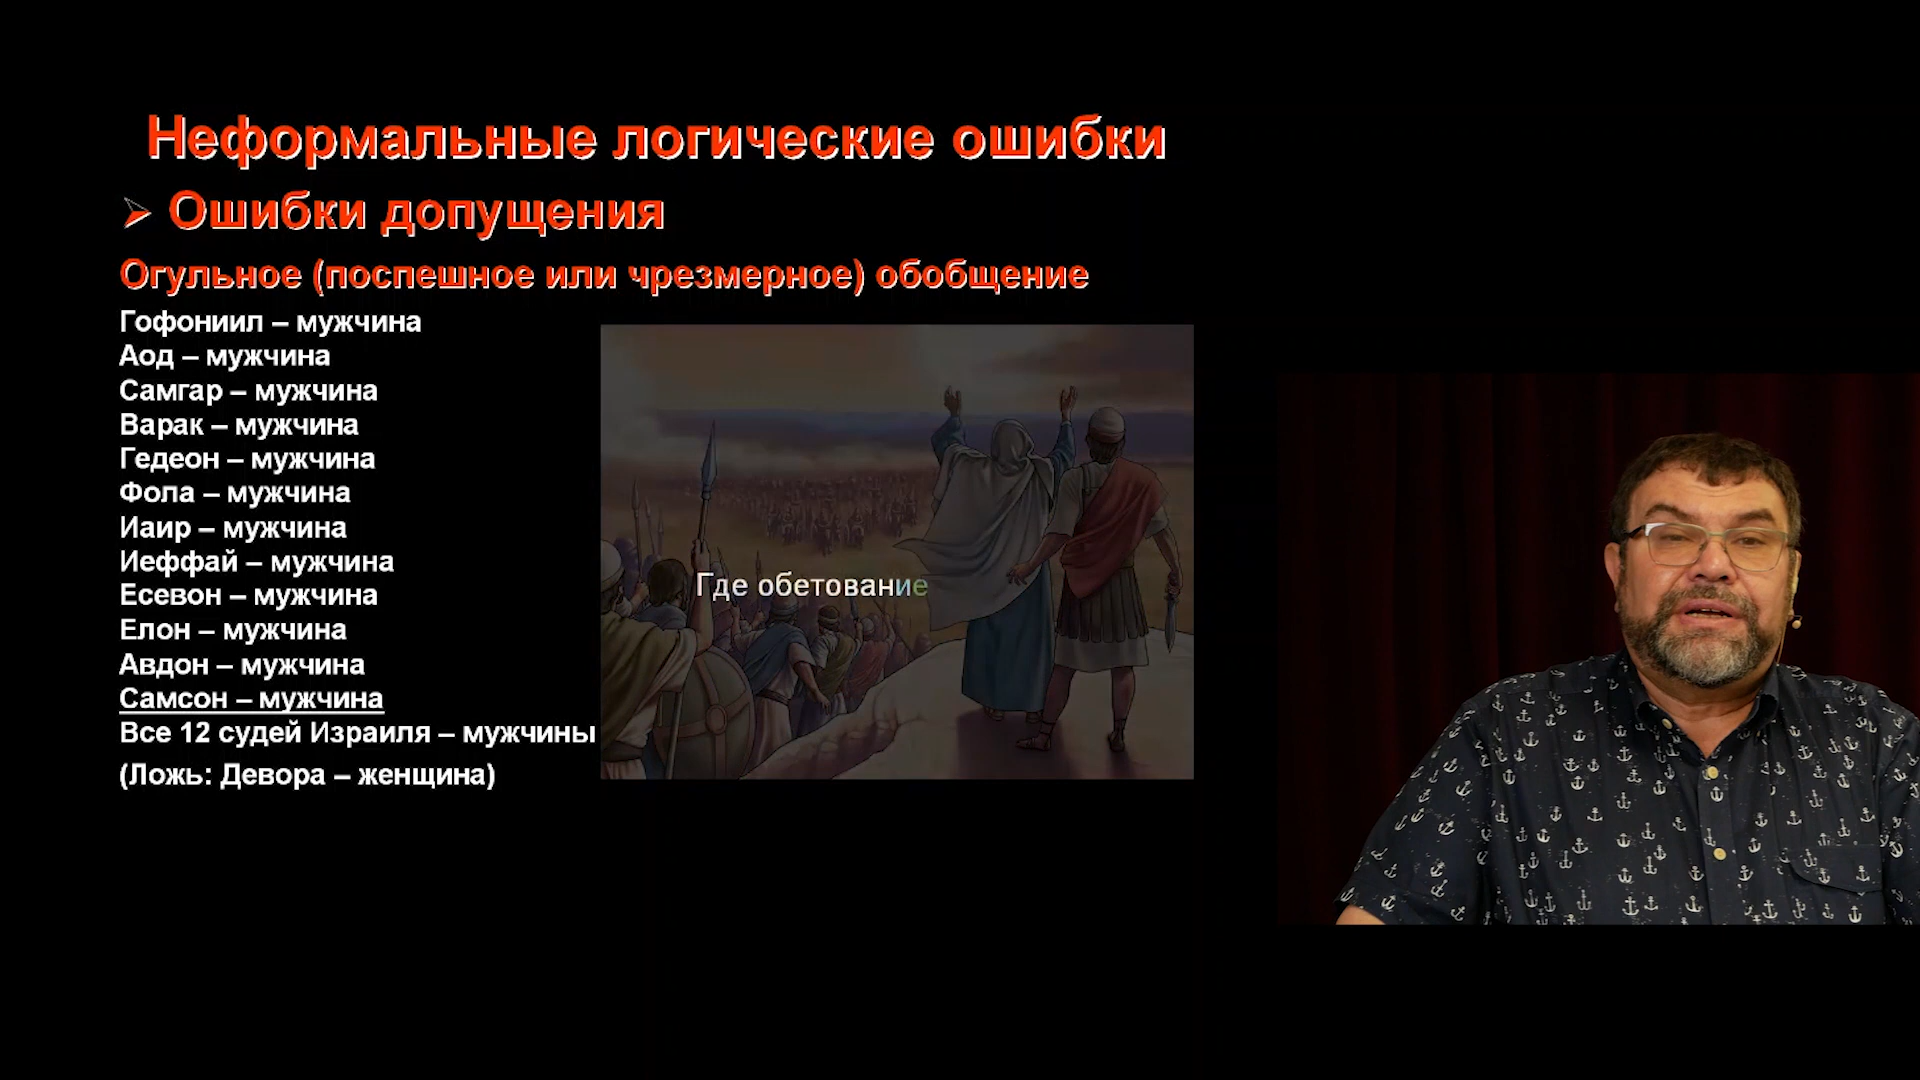 Неформальные логические ошибки
Ошибки допущения
Огульное (поспешное или чрезмерное) обобщение
Гофониил – мужчина
Аод – мужчина
Самгар – мужчина
Варак – мужчина
Гедеон – мужчина
Фола – мужчина
Иаир – мужчина
Иеффай – мужчина
Есевон – мужчина
Елон – мужчина
Авдон – мужчина
Самсон – мужчина
Все 12 судей Израиля – мужчины
(Ложь: Девора – женщина)
Где обетование